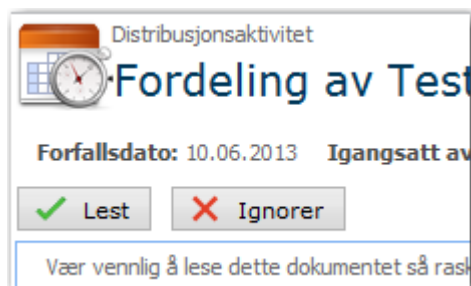 Distribusjonsaktivitet
Fordeling av Test
Forfallsdato: 10.06.2013 Igangsatt av
Lest Ignorer
Vær vennlig å lese dette dokumentet så rask